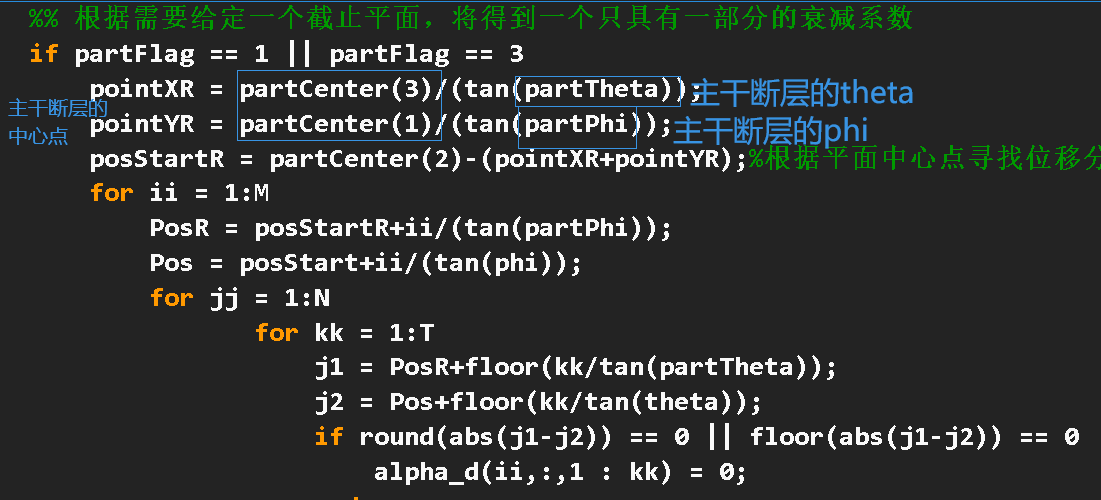 %% 根据需要给定一个截止平面，将得到一个只具有一部分的衰减系数
if partFlag == 1 || partFlag == 3
pointXR = partCenter(3)/(tan(partTheta));主干断层的theta
主干断层的
中心点
pointYR = partCenter(1)/(tan(partPhi));主干断层的phi
posStartR = partCenter(2)-(pointXR+pointYR);%根据平面中心点寻找位移分
for ii = 1:M
PosR = posStartR+ii/(tan(partPhi));
Pos = posStart+ii/(tan(phi));
for jj = 1:N
for kk = 1:T
j1 = PosR+floor(kk/tan(partTheta));
j2 = Pos+floor(kk/tan(theta));
if round(abs(j1-j2)) == 0 || floor(abs(j1-j2)) == 0
alpha_d(ii,:,1 : kk) = 0;